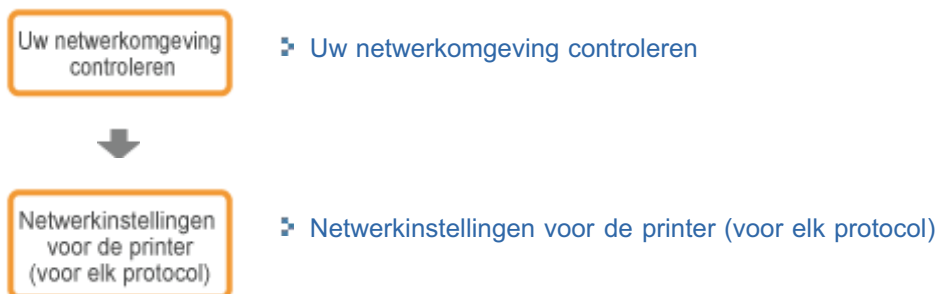 Uw netwerkomgeving
controleren
Uw netwerkomgeving controleren
Netwerkinstellingen
voor de printer
(voor elk protocol)
Netwerkinstellingen voor de printer (voor elk protocol)